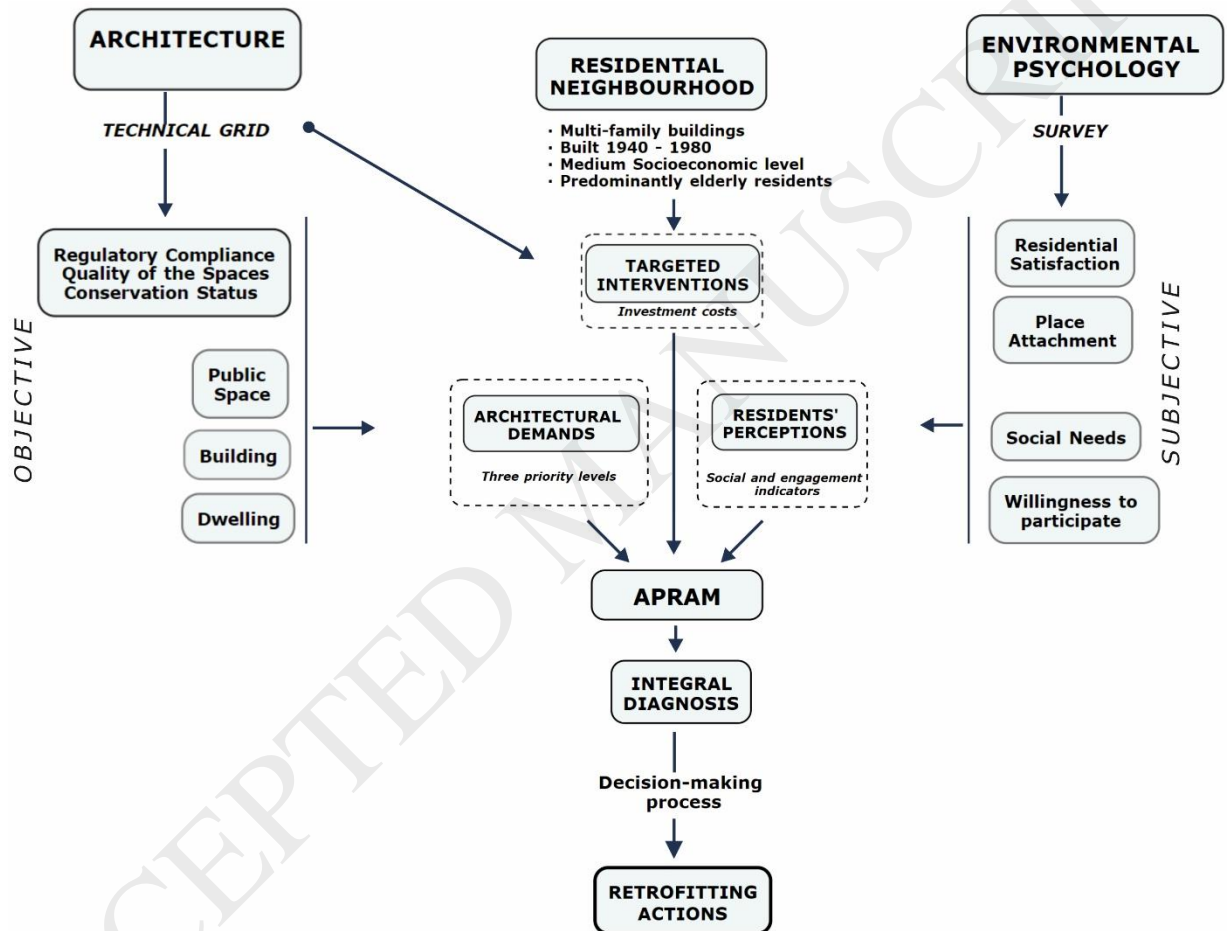 ARCHITECTURE
RESIDENTIAL
NEIGHBOURHOOD
ENVIRONMENTAL
PSYCHOLOGY
TECHNICAL GRID
· Multi-family buildings
· Built 1940 - 1980
· Medium Socioeconomic level
· Predominantly elderly residents
SURVEY
OBJECTIVE
Regulatory Compliance
Quality of the Spaces
Conservation Status
Public
Space
Building
Dwelling
TARGETED
INTERVENTIONS
Investment costs
ARCHITECTURAL
DEMANDS
Three priority levels
RESIDENTS'
PERCEPTIONS
Social and engagement
indicators
Residential
Satisfaction
Place
Attachment
Social Needs
Willingness to
participate
SUBJECTIVE
APRAM
INTEGRAL
DIAGNOSIS
Decision-making
process
RETROFITTING
ACTIONS
CEPTED MANUSCRI